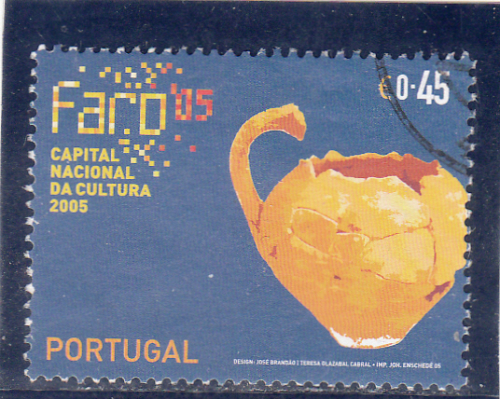 Faro '05
€0.45
CAPITAL
NACIONAL
DA CULTURA
2005
PORTUGAL
DESIGN: JOSÉ BRANDÃO | TERESA OLAZABAL CABRAL • IMP. JOH. ENSCHEDÉ 05